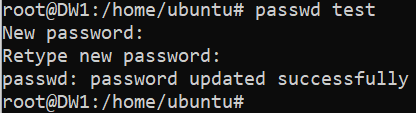 root@DW1:/home/ubuntu# passwd test
New password:
Retype new password:
passwd: password updated successfully
root@DW1:/home/ubuntu#